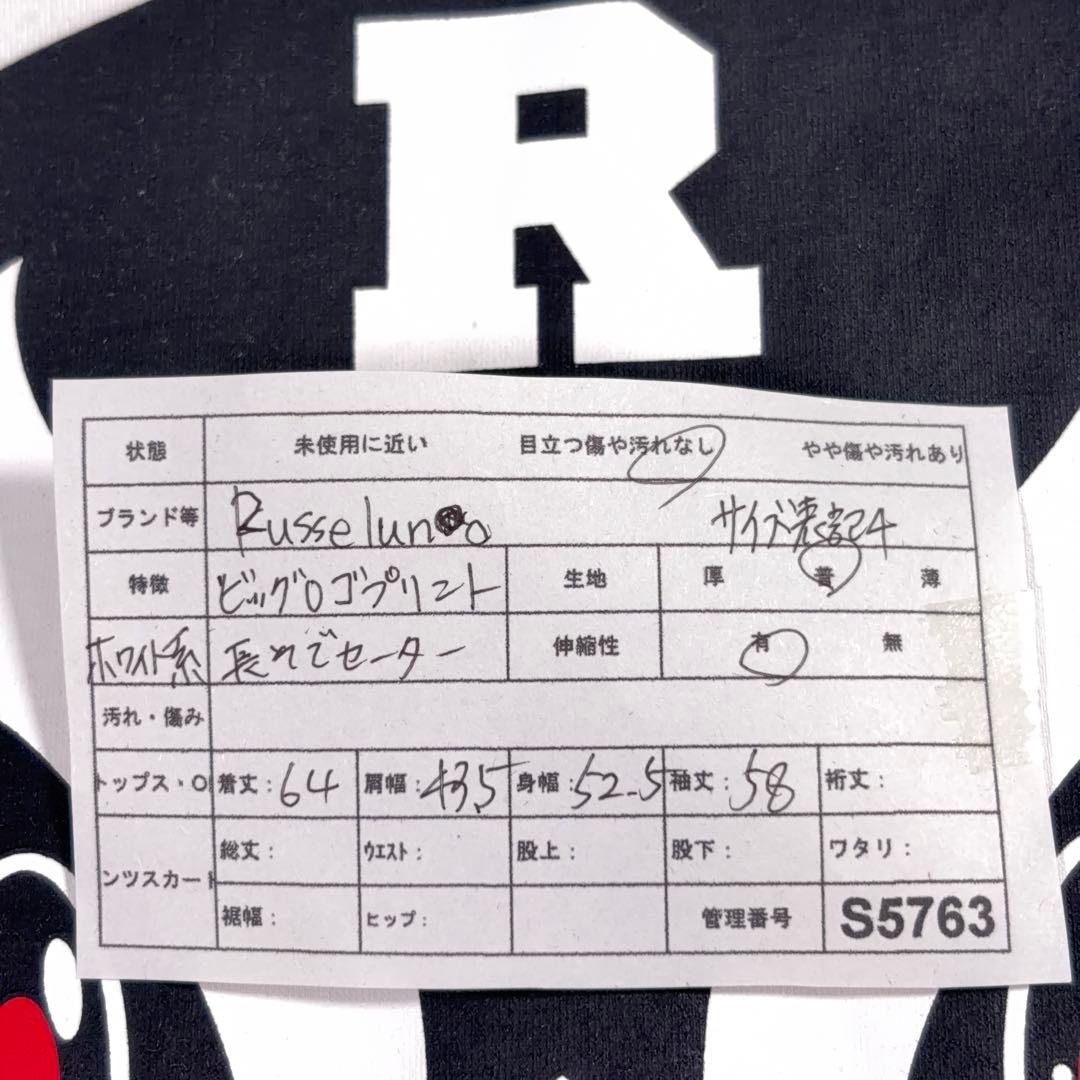 R
状態 未使用に近い 目立つ傷や汚れなし やや傷や汚れあり
ブランド等 Russeluno サイズ表記4
特徴 ビッグロゴプリント 生地 厚 普 薄
ホワイト系 長そでセーター 伸縮性 有 無
汚れ・傷み
トップス・O 着丈:64 肩幅:43.5 身幅:52.5 袖丈:58 裄丈:
ンツスカート 総丈: ウエスト: 股上: 股下: ワタリ:
裾幅: ヒップ: 管理番号 S5763